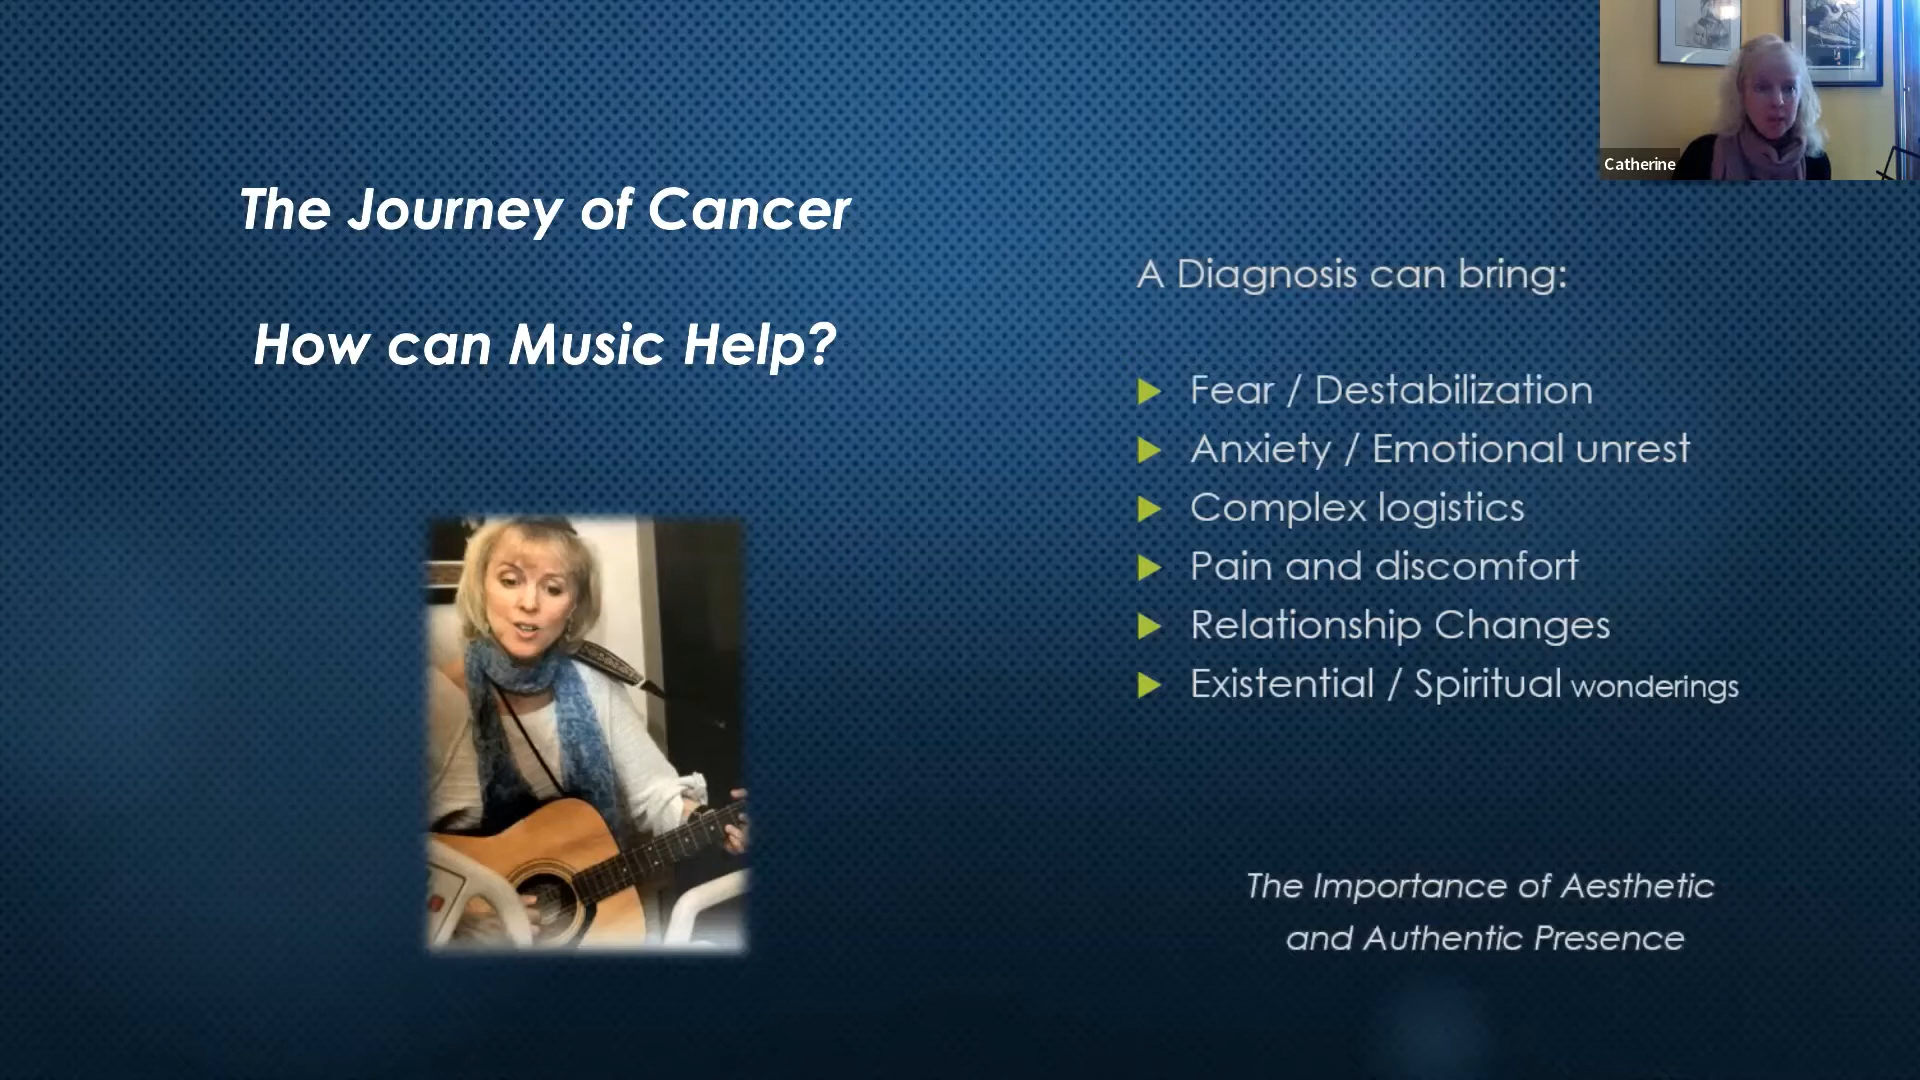 The Journey of Cancer
How can Music Help?
Catherine
A Diagnosis can bring:
Fear / Destabilization
Anxiety / Emotional unrest
Complex logistics
Pain and discomfort
Relationship Changes
Existential / Spiritual wonderings
The Importance of Aesthetic
and Authentic Presence